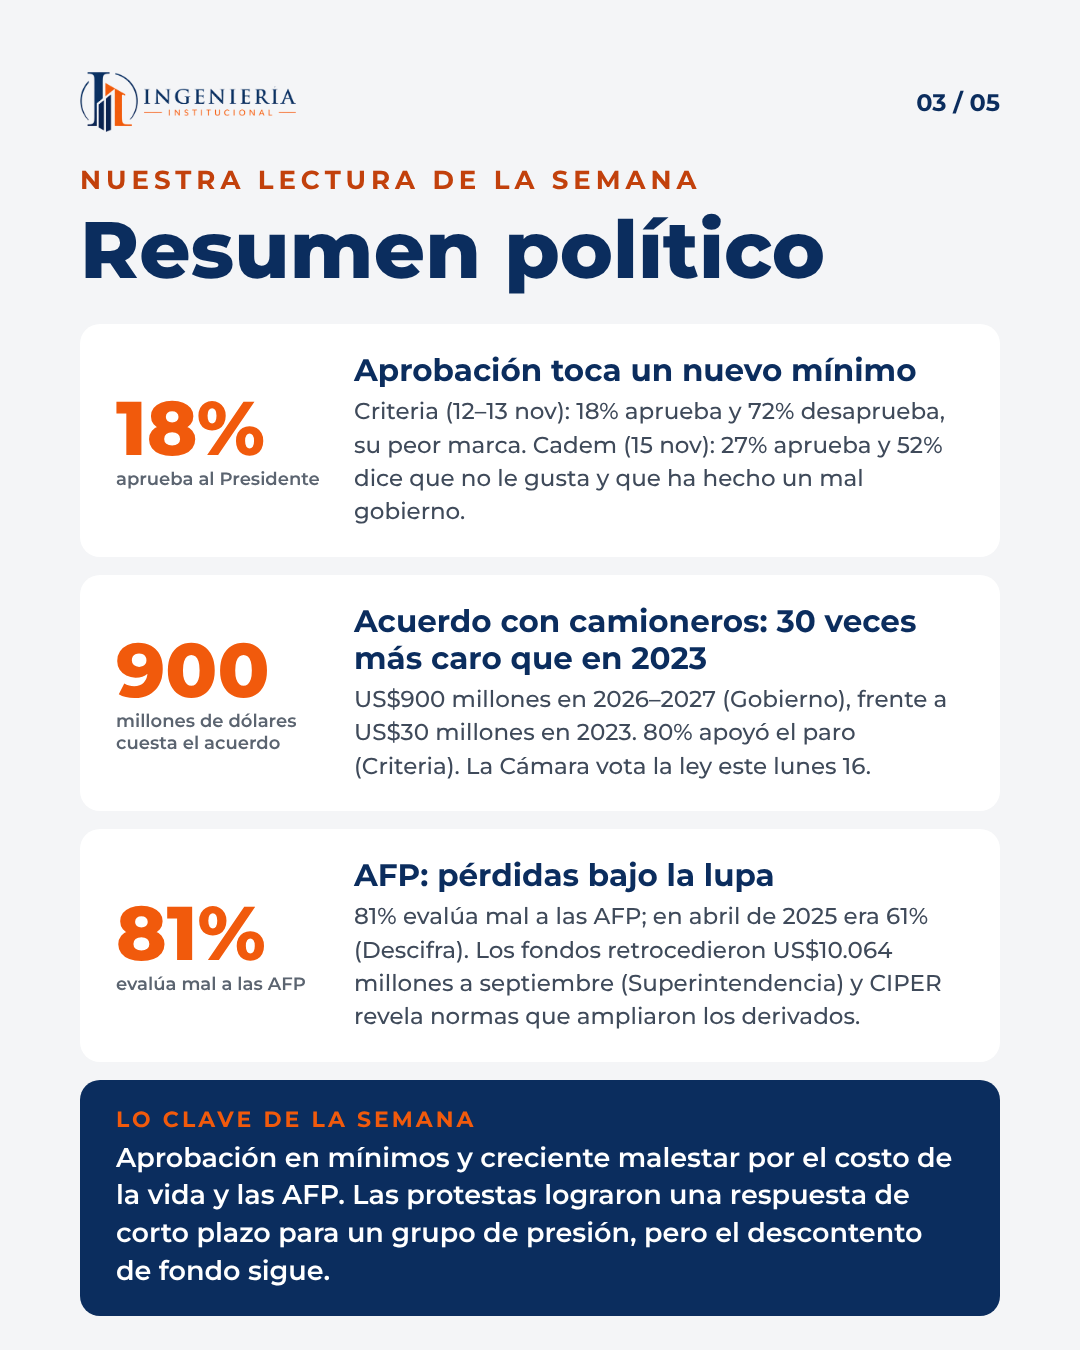 INGENIERIA
INSTITUCIONAL
03 / 05
NUESTRA LECTURA DE LA SEMANA
Resumen político
18%
aprueba al Presidente
Aprobación toca un nuevo mínimo
Criteria (12–13 nov): 18% aprueba y 72% desaprueba,
su peor marca. Cadem (15 nov): 27% aprueba y 52%
dice que no le gusta y que ha hecho un mal
gobierno.
900
millones de dólares
cuesta el acuerdo
Acuerdo con camioneros: 30 veces
más caro que en 2023
US$900 millones en 2026–2027 (Gobierno), frente a
US$30 millones en 2023. 80% apoyó el paro
(Criteria). La Cámara vota la ley este lunes 16.
81%
evalúa mal a las AFP
AFP: pérdidas bajo la lupa
81% evalúa mal a las AFP; en abril de 2025 era 61%
(Descifra). Los fondos retrocedieron US$10.064
millones a septiembre (Superintendencia) y CIPER
revela normas que ampliaron los derivados.
LO CLAVE DE LA SEMANA
Aprobación en mínimos y creciente malestar por el costo de
la vida y las AFP. Las protestas lograron una respuesta de
corto plazo para un grupo de presión, pero el descontento
de fondo sigue.